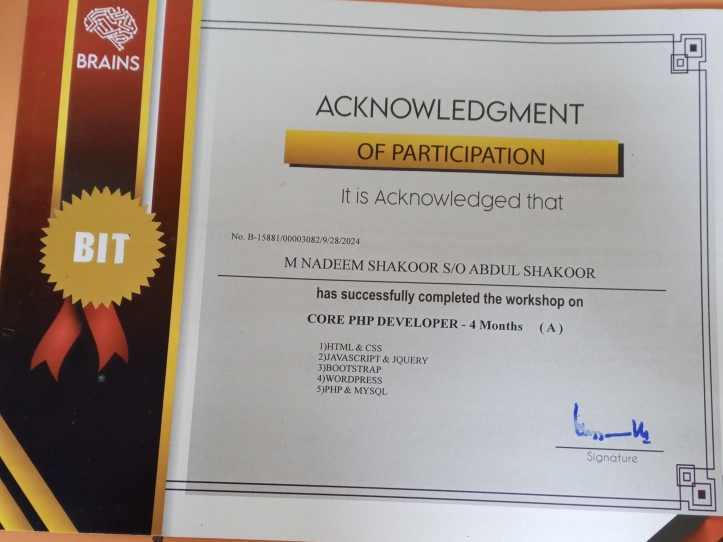 BRAINS
BIT
ACKNOWLEDGMENT
OF PARTICIPATION
It is Acknowledged that
No. B-15881/00003082/9/28/2024
M NADEEM SHAKOOR S/O ABDUL SHAKOOR
has successfully completed the workshop on
CORE PHP DEVELOPER - 4 Months ( A )
1)HTML & CSS
2)JAVASCRIPT & JQUERY
3)BOOTSTRAP
4)WORDPRESS
5)PHP & MYSQL
Signature